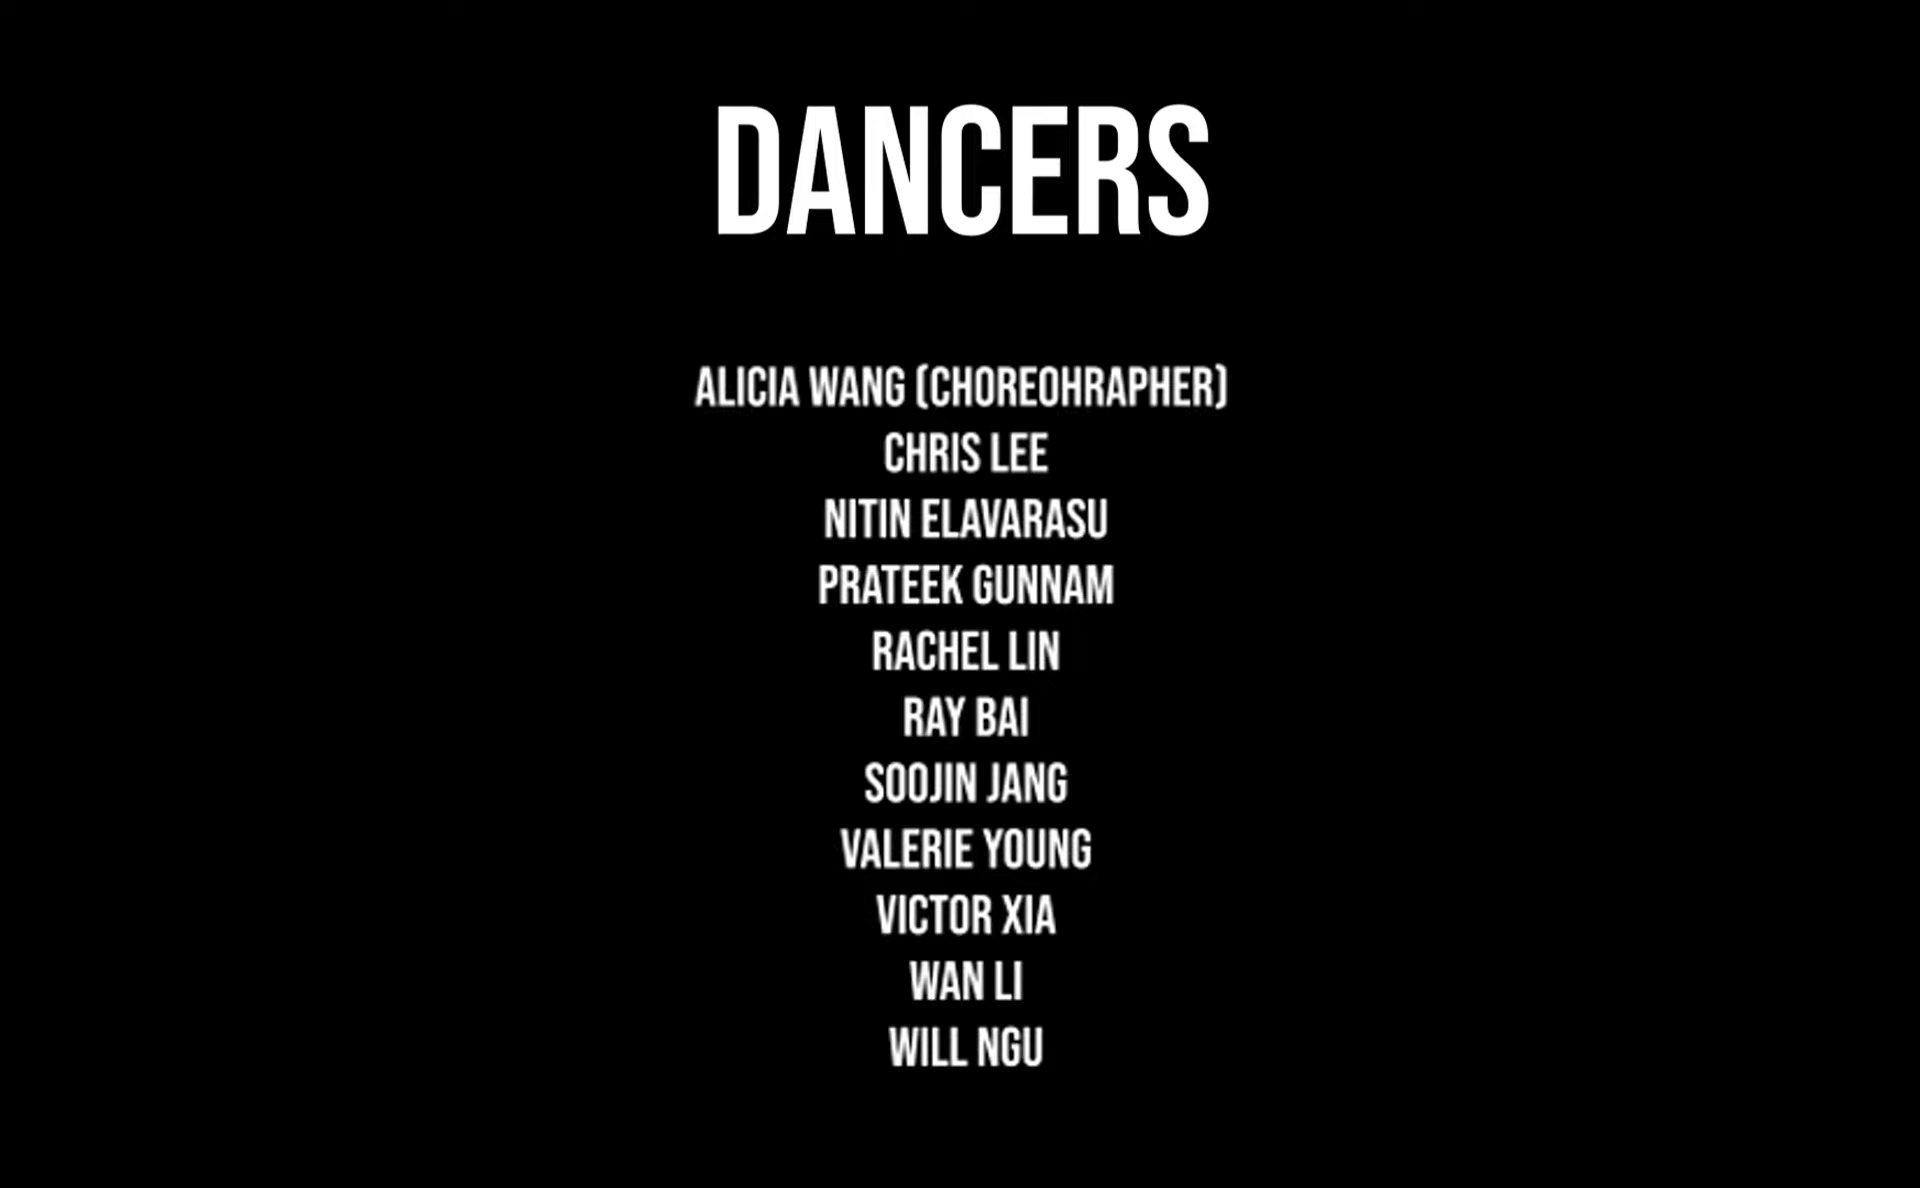 DANCERS
ALICIA WANG (CHOREOHRAPHER)
CHRIS LEE
NITIN ELAVARASU
PRATEEK GUNNAM
RACHEL LIN
RAY BAI
SOOJIN JANG
VALERIE YOUNG
VICTOR XIA
WAN LI
WILL NGU